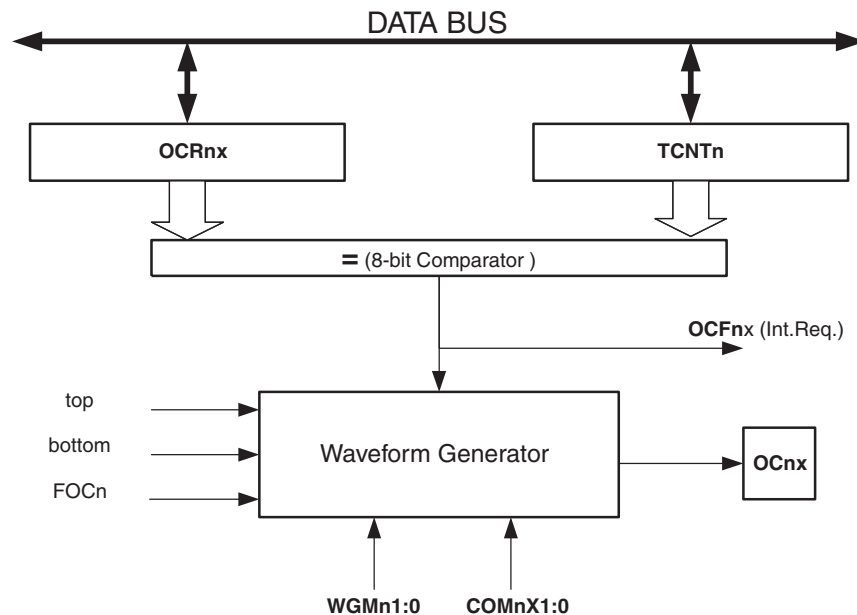 DATA BUS
OCRnx
TCNTn
= (8-bit Comparator )
OCFnx (Int.Req.)
top
bottom
FOCn
Waveform Generator
OCnx
WGMn1:0
COMnX1:0